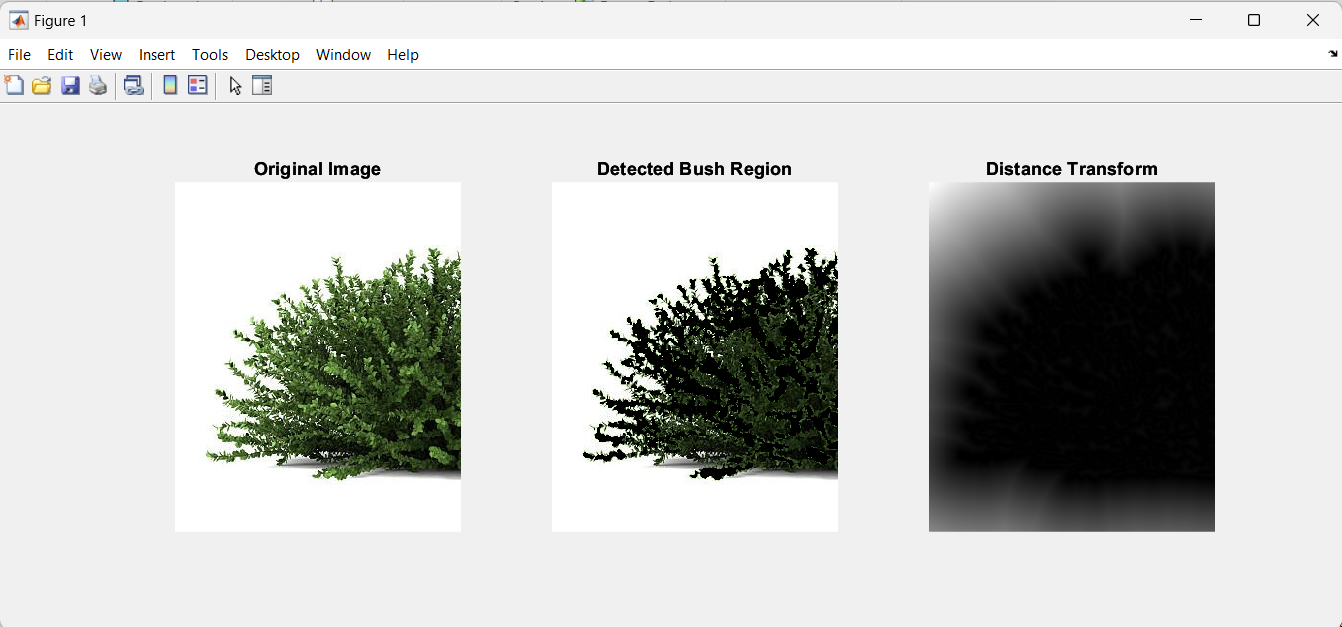 Figure 1
File Edit View Insert Tools Desktop Window Help
Original Image
Detected Bush Region
Distance Transform